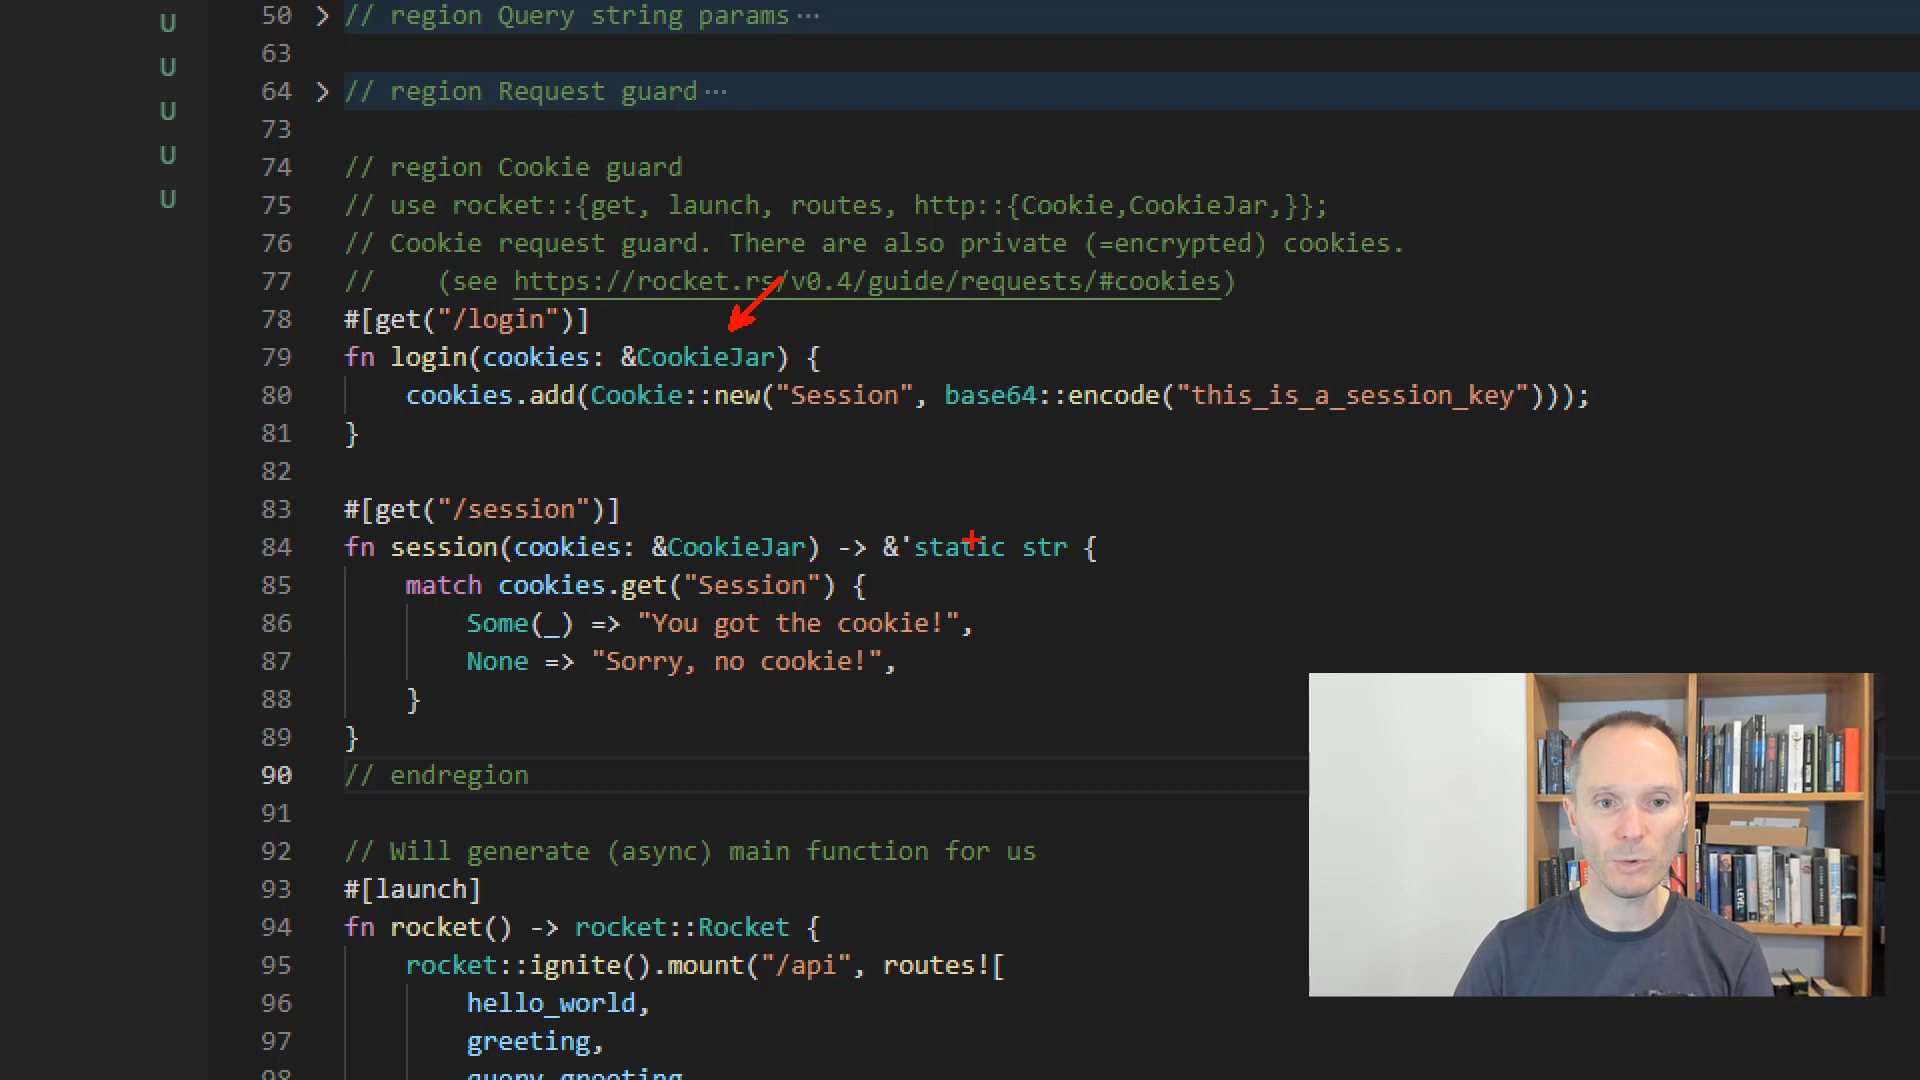 U
U
U
U
U
50 > // region Query string params ···
63
64 > // region Request guard ···
73
74 // region Cookie guard
75 // use rocket::{get, launch, routes, http::{Cookie,CookieJar,}};
76 // Cookie request guard. There are also private (=encrypted) cookies.
77 //    (see https://rocket.rs/v0.4/guide/requests/#cookies)
78 #[get("/login")]
79 fn login(cookies: &CookieJar) {
80     cookies.add(Cookie::new("Session", base64::encode("this_is_a_session_key")));
81 }
82
83 #[get("/session")]
84 fn session(cookies: &CookieJar) -> &'static str {
85     match cookies.get("Session") {
86         Some(_) => "You got the cookie!",
87         None => "Sorry, no cookie!",
88     }
89 }
90 // endregion
91
92 // Will generate (async) main function for us
93 #[launch]
94 fn rocket() -> rocket::Rocket {
95     rocket::ignite().mount("/api", routes![
96         hello_world,
97         greeting,
98         query_greeting